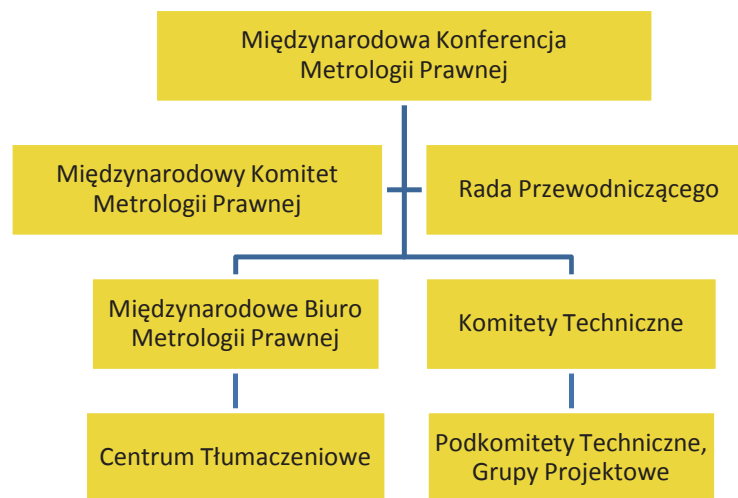 Międzynarodowa Konferencja
Metrologii Prawnej
Międzynarodowy Komitet
Metrologii Prawnej
Rada Przewodniczącego
Międzynarodowe Biuro
Metrologii Prawnej
Komitety Techniczne
Centrum Tłumaczeniowe
Podkomitety Techniczne,
Grupy Projektowe